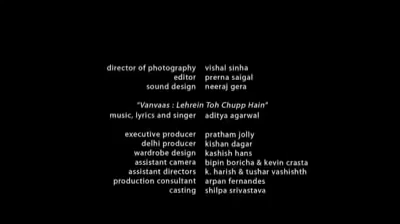 director of photography vishal sinha
editor prerna saigal
sound design neeraj gera
"Vanvaas : Lehrein Toh Chupp Hain"
music, lyrics and singer aditya agarwal
executive producer pratham jolly
delhi producer kishan dagar
wardrobe design kashish hans
assistant camera bipin boricha & kevin crasta
assistant directors k. harish & tushar vashishth
production consultant arpan fernandes
casting shilpa srivastava